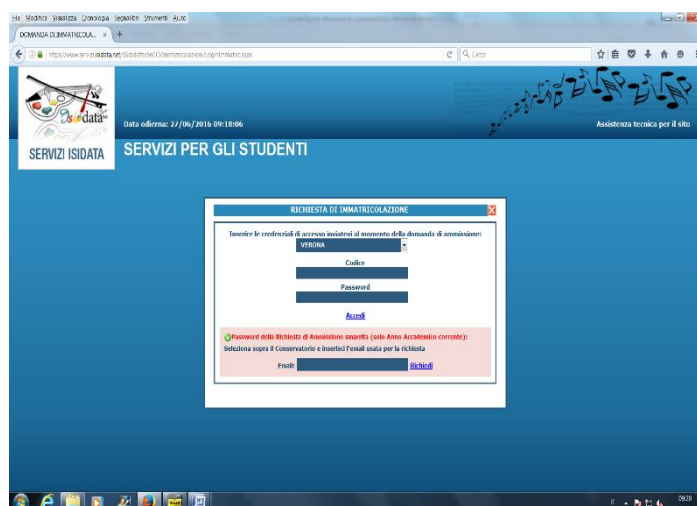 File Modifica Visualizza Cronologia Segnalibri Strumenti Aiuto
DOMANDA DI IMMATRICOLA... × +
Cerca
Isidata
SERVIZI ISIDATA
Data odierna: 27/06/2016 09:18:06
Assistenza tecnica per il sito
SERVIZI PER GLI STUDENTI
RICHIESTA DI IMMATRICOLAZIONE
Inserire le credenziali di accesso inviatevi al momento della domanda di ammissione:
VERONA
Codice
Password
Accedi
Password della Richiesta di Ammissione smarrita (solo Anno Accademico corrente):
Seleziona sopra il Conservatorio e inserisci l'email usata per la richiesta
Email:
Richiedi
IT
09:20